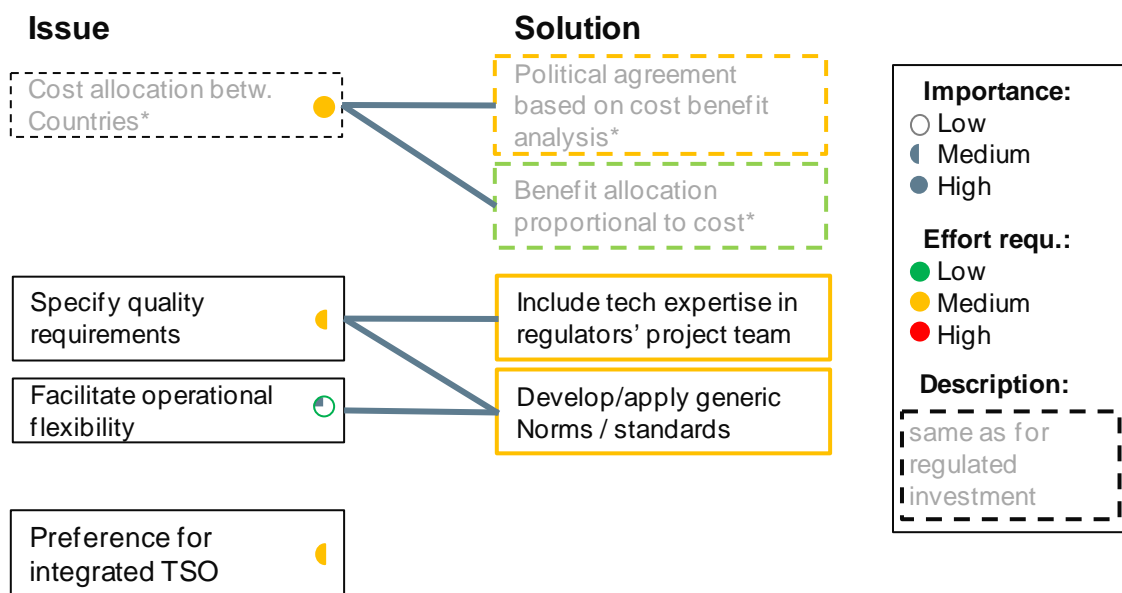 Issue
Solution
Cost allocation betw.
Countries*
Political agreement
based on cost benefit
analysis*
Benefit allocation
proportional to cost*
Specify quality
requirements
Include tech expertise in
regulators’ project team
Facilitate operational
flexibility
Develop/apply generic
Norms / standards
Preference for
integrated TSO
Importance:
Low
Medium
High
Effort requ.:
Low
Medium
High
Description:
same as for
regulated
investment